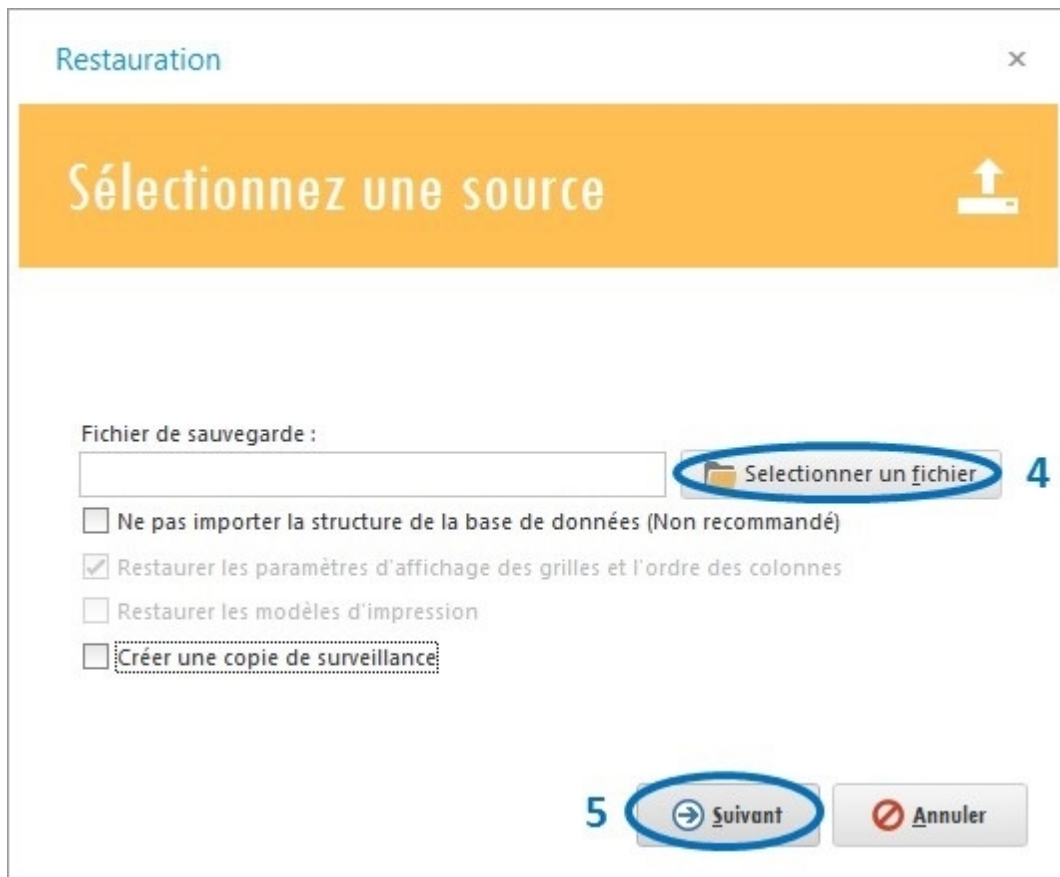 Restauration
Sélectionnez une source
Fichier de sauvegarde :
Selectionner un fichier 4
Ne pas importer la structure de la base de données (Non recommandé)
Restaurer les paramètres d'affichage des grilles et l'ordre des colonnes
Restaurer les modèles d'impression
Créer une copie de surveillance
5 Suivant Annuler